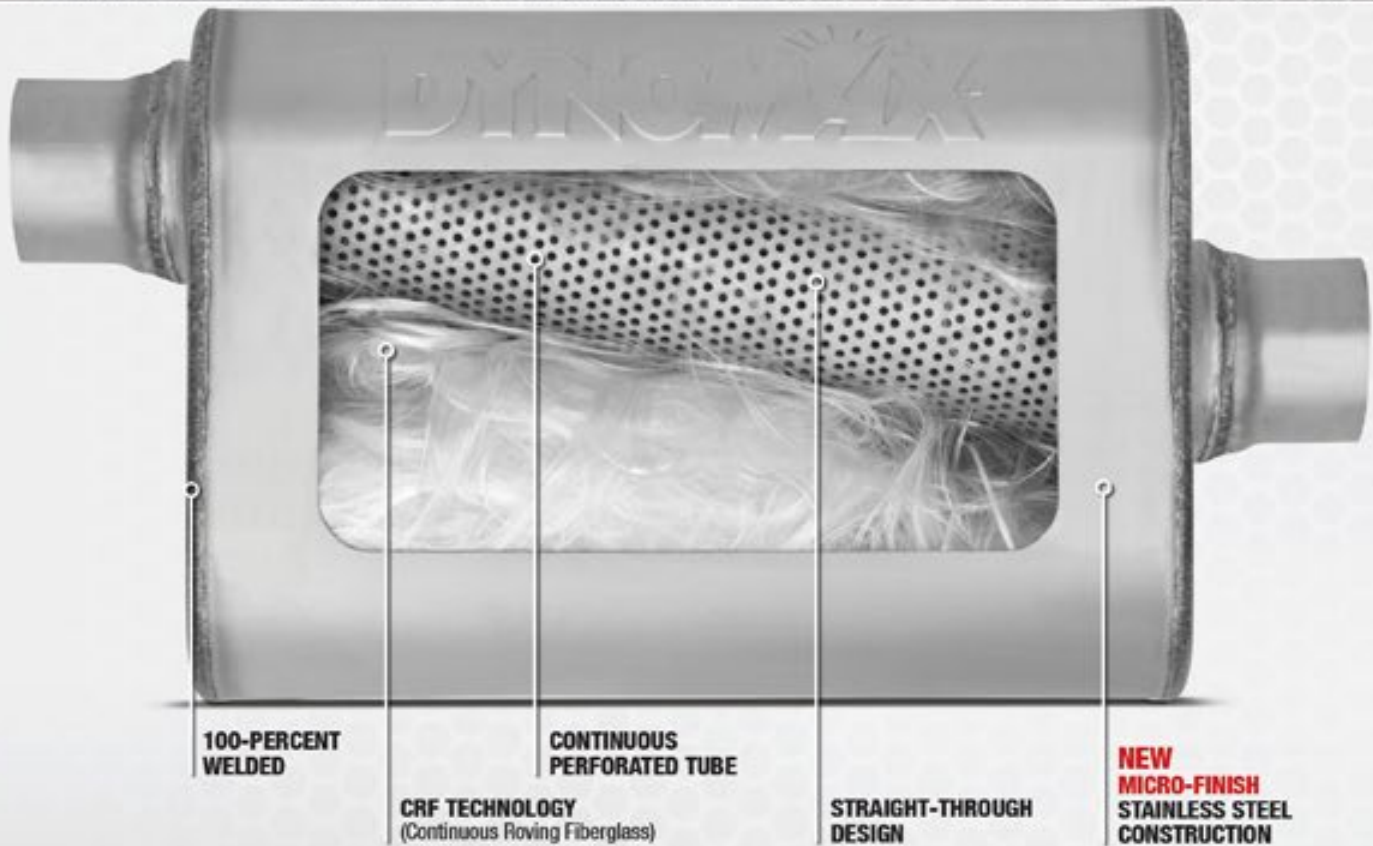 DYNOMAX
100-PERCENT
WELDED
CRF TECHNOLOGY
(Continuous Roving Fiberglass)
CONTINUOUS
PERFORATED TUBE
STRAIGHT-THROUGH
DESIGN
NEW
MICRO-FINISH
STAINLESS STEEL
CONSTRUCTION